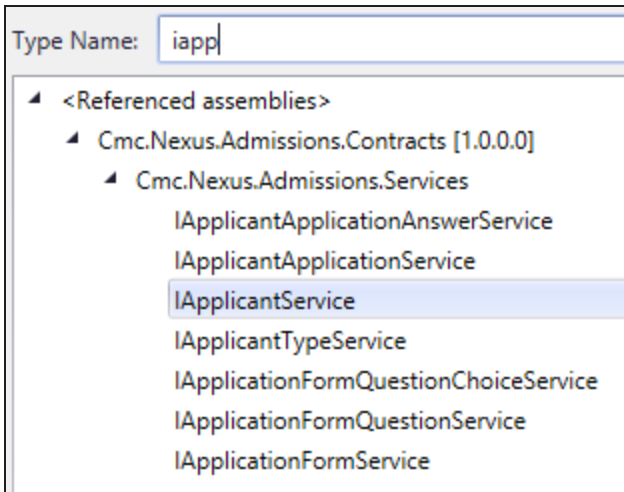 Type Name: iapp
<Referenced assemblies>
Cmc.Nexus.Admissions.Contracts [1.0.0.0]
Cmc.Nexus.Admissions.Services
IApplicantApplicationAnswerService
IApplicantApplicationService
IApplicantService
IApplicantTypeService
IApplicationFormQuestionChoiceService
IApplicationFormQuestionService
IApplicationFormService